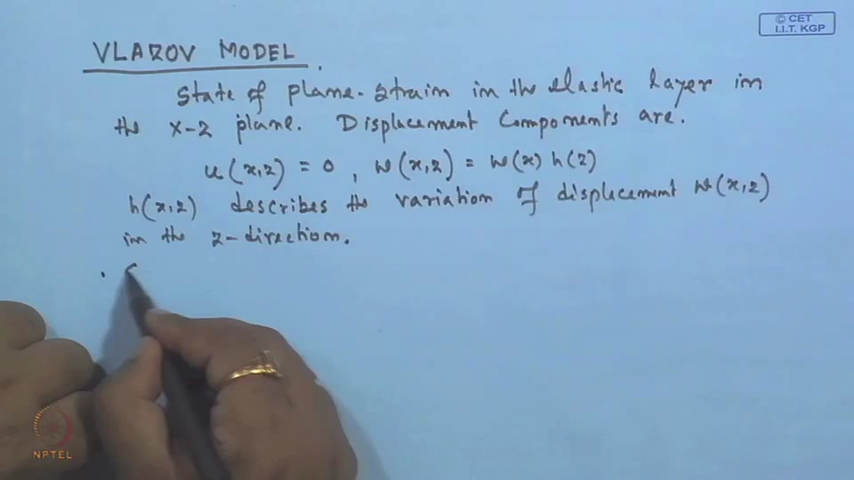 © CET
I.I.T. KGP
VLAZOV MODEL
State of plane-strain in the elastic layer in
the x-z plane. Displacement Components are.
u(x,z) = 0, w(x,z) = w(x) h(z)
h(x,z) describes the variation of displacement w(x,z)
in the z-direction.
NPTEL